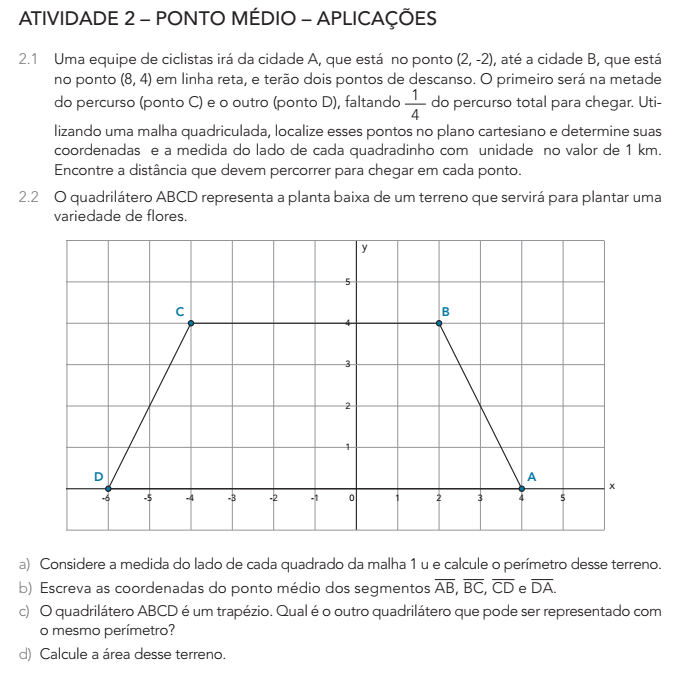 ATIVIDADE 2 – PONTO MÉDIO – APLICAÇÕES
2.1 Uma equipe de ciclistas irá da cidade A, que está no ponto (2, -2), até a cidade B, que está
no ponto (8, 4) em linha reta, e terão dois pontos de descanso. O primeiro será na metade
do percurso (ponto C) e o outro (ponto D), faltando 1/4 do percurso total para chegar. Uti-
lizando uma malha quadriculada, localize esses pontos no plano cartesiano e determine suas
coordenadas e a medida do lado de cada quadradinho com unidade no valor de 1 km.
Encontre a distância que devem percorrer para chegar em cada ponto.
2.2 O quadrilátero ABCD representa a planta baixa de um terreno que servirá para plantar uma
variedade de flores.
y
5
C B
4
3
2
1
D A
x
-6 -5 -4 -3 -2 -1 0 1 2 3 4 5
a) Considere a medida do lado de cada quadrado da malha 1 u e calcule o perímetro desse terreno.
b) Escreva as coordenadas do ponto médio dos segmentos A̅B̅, B̅C̅, C̅D̅ e D̅A̅.
c) O quadrilátero ABCD é um trapézio. Qual é o outro quadrilátero que pode ser representado com
o mesmo perímetro?
d) Calcule a área desse terreno.